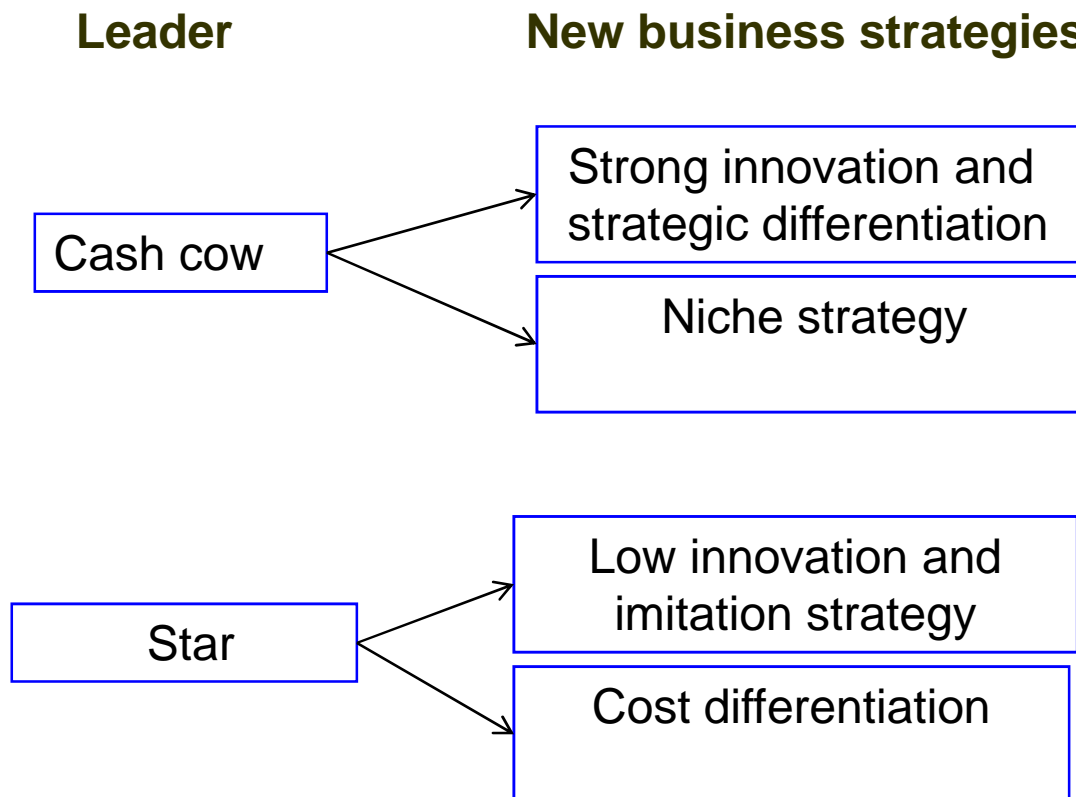 Leader
New business strategies
Strong innovation and
strategic differentiation
Cash cow
Niche strategy
Low innovation and
imitation strategy
Star
Cost differentiation